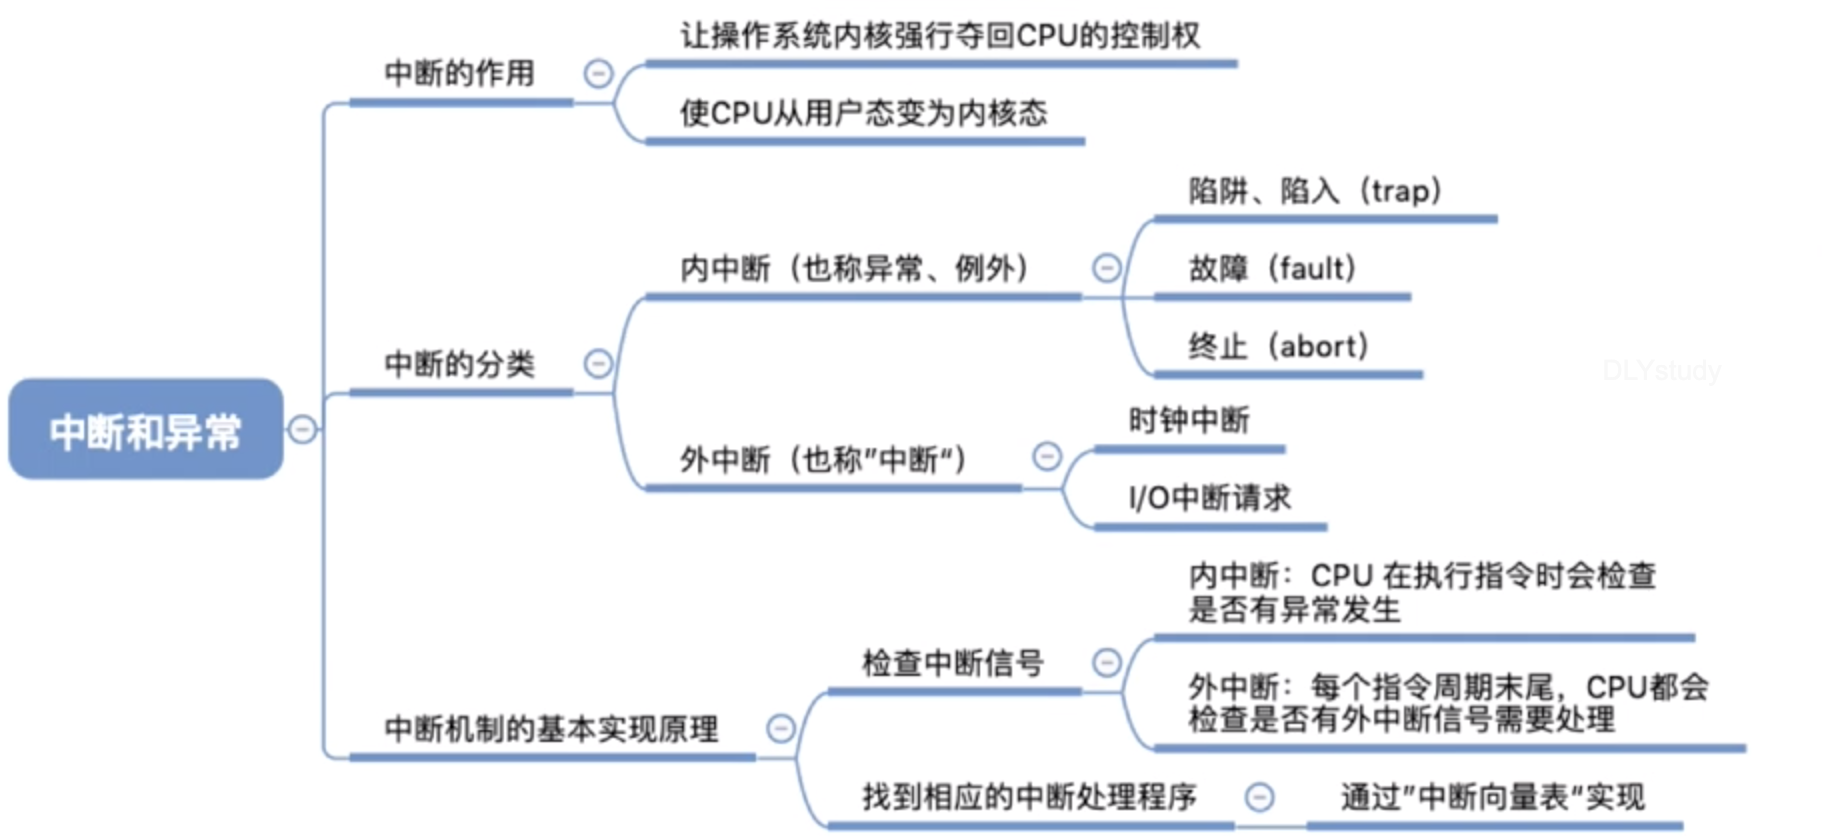 让操作系统内核强行夺回CPU的控制权
中断的作用
使CPU从用户态变为内核态
陷阱、陷入（trap）
内中断（也称异常、例外）
故障（fault）
中断的分类
终止（abort）
DLYstudy
中断和异常
时钟中断
外中断（也称”中断“）
I/O中断请求
内中断：CPU 在执行指令时会检查
是否有异常发生
检查中断信号
外中断：每个指令周期末尾，CPU都会
检查是否有外中断信号需要处理
中断机制的基本实现原理
找到相应的中断处理程序
通过”中断向量表“实现